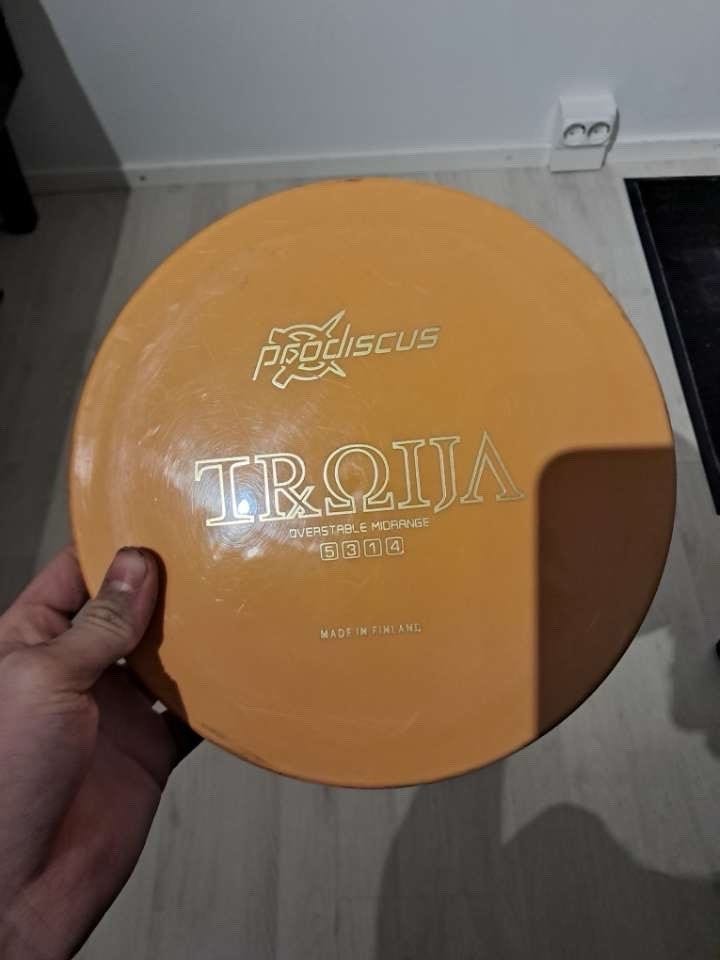 PRODISCUS
TRΩIJΛ
OVERSTABLE MIDRANGE
5 3 1 4
MADE IN FINLAND